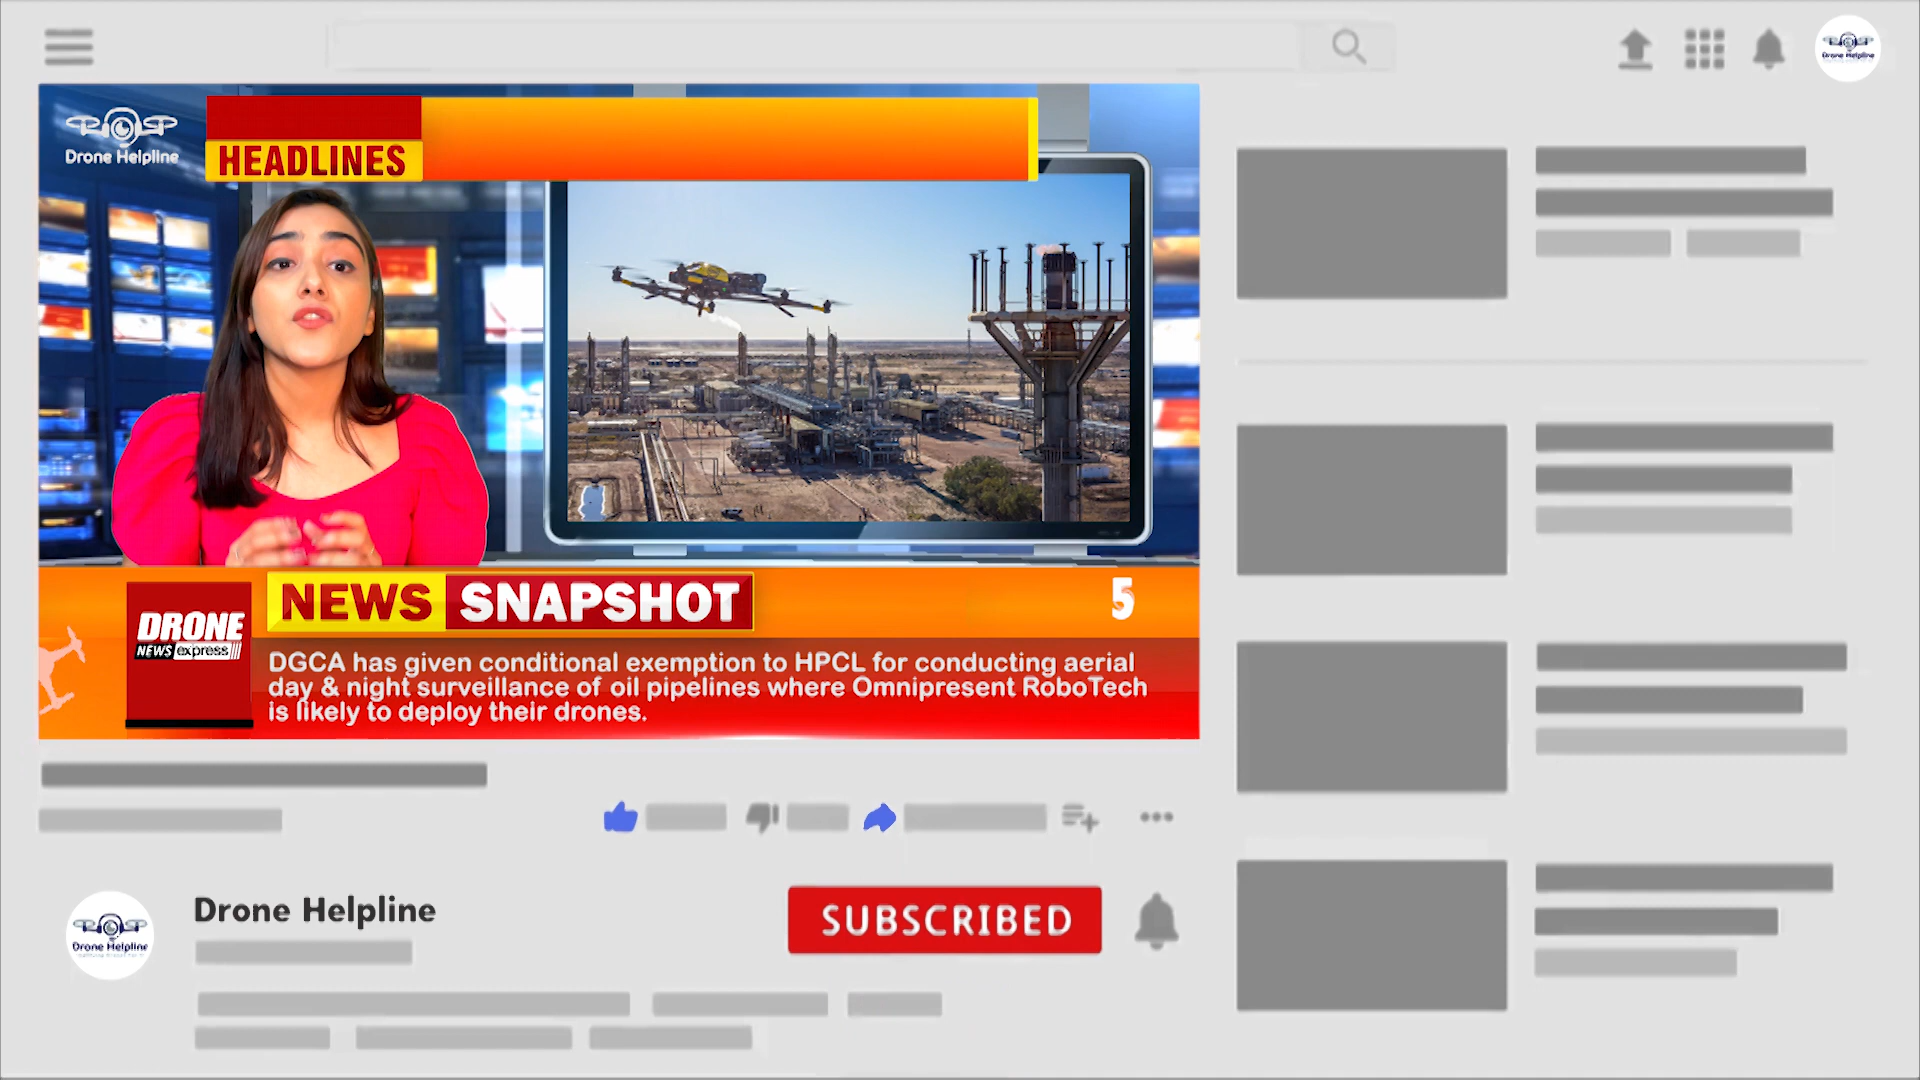 Drone Helpline
Drone Helpline
HEADLINES
NEWS SNAPSHOT
5
DRONE
NEWS express
DGCA has given conditional exemption to HPCL for conducting aerial
day & night surveillance of oil pipelines where Omnipresent RoboTech
is likely to deploy their drones.
Drone Helpline
SUBSCRIBED
Drone Helpline